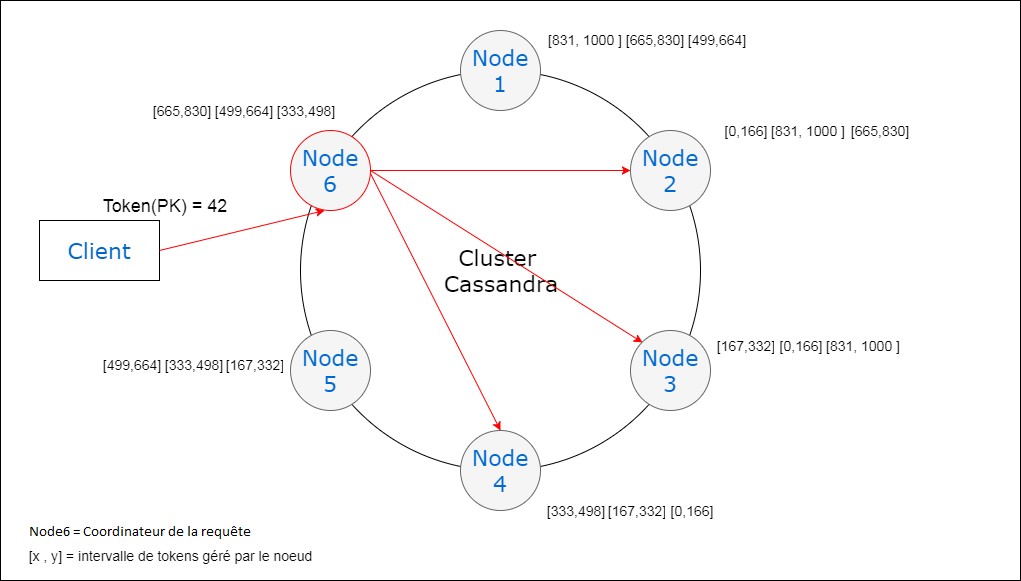 [831, 1000 ] [665,830] [499,664]
Node
1
[665,830] [499,664] [333,498]
[0,166] [831, 1000 ] [665,830]
Node
6
Node
2
Token(PK) = 42
Client
Cluster
Cassandra
[499,664] [333,498] [167,332]
Node
5
[167,332] [0,166] [831, 1000 ]
Node
3
Node
4
[333,498] [167,332] [0,166]
Node6 = Coordinateur de la requête
[x , y] = intervalle de tokens géré par le noeud